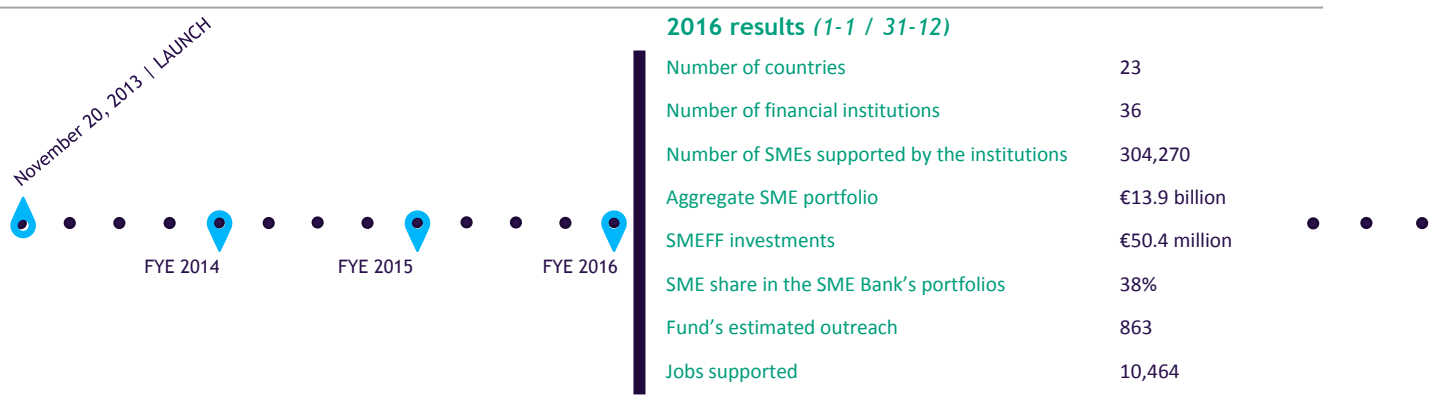 November 20, 2013 | LAUNCH
FYE 2014
FYE 2015
FYE 2016
2016 results (1-1 / 31-12)
Number of countries 23
Number of financial institutions 36
Number of SMEs supported by the institutions 304,270
Aggregate SME portfolio €13.9 billion
SMEFF investments €50.4 million
SME share in the SME Bank’s portfolios 38%
Fund’s estimated outreach 863
Jobs supported 10,464